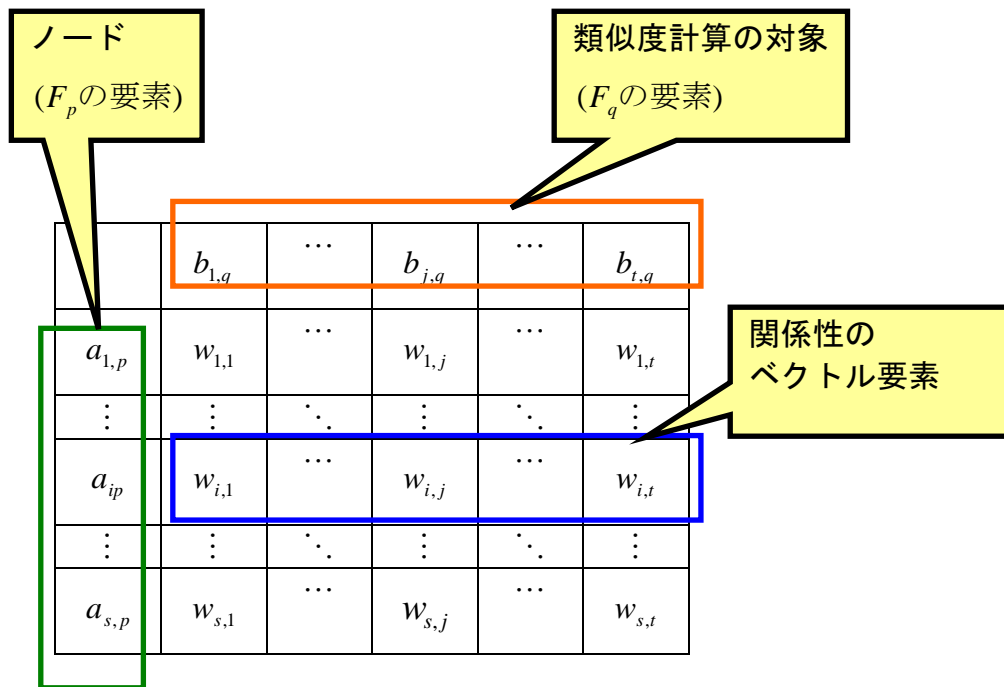 ノード
(F_pの要素)
類似度計算の対象
(F_qの要素)
b_{1,q} … b_{j,q} … b_{t,q}
関係性の
ベクトル要素
a_{1,p} w_{1,1} … w_{1,j} … w_{1,t}
⋮ ⋮ ⋱ ⋮ ⋱ ⋮
a_{ip} w_{i,1} … w_{i,j} … w_{i,t}
⋮ ⋮ ⋱ ⋮ ⋱ ⋮
a_{s,p} w_{s,1} … w_{s,j} … w_{s,t}